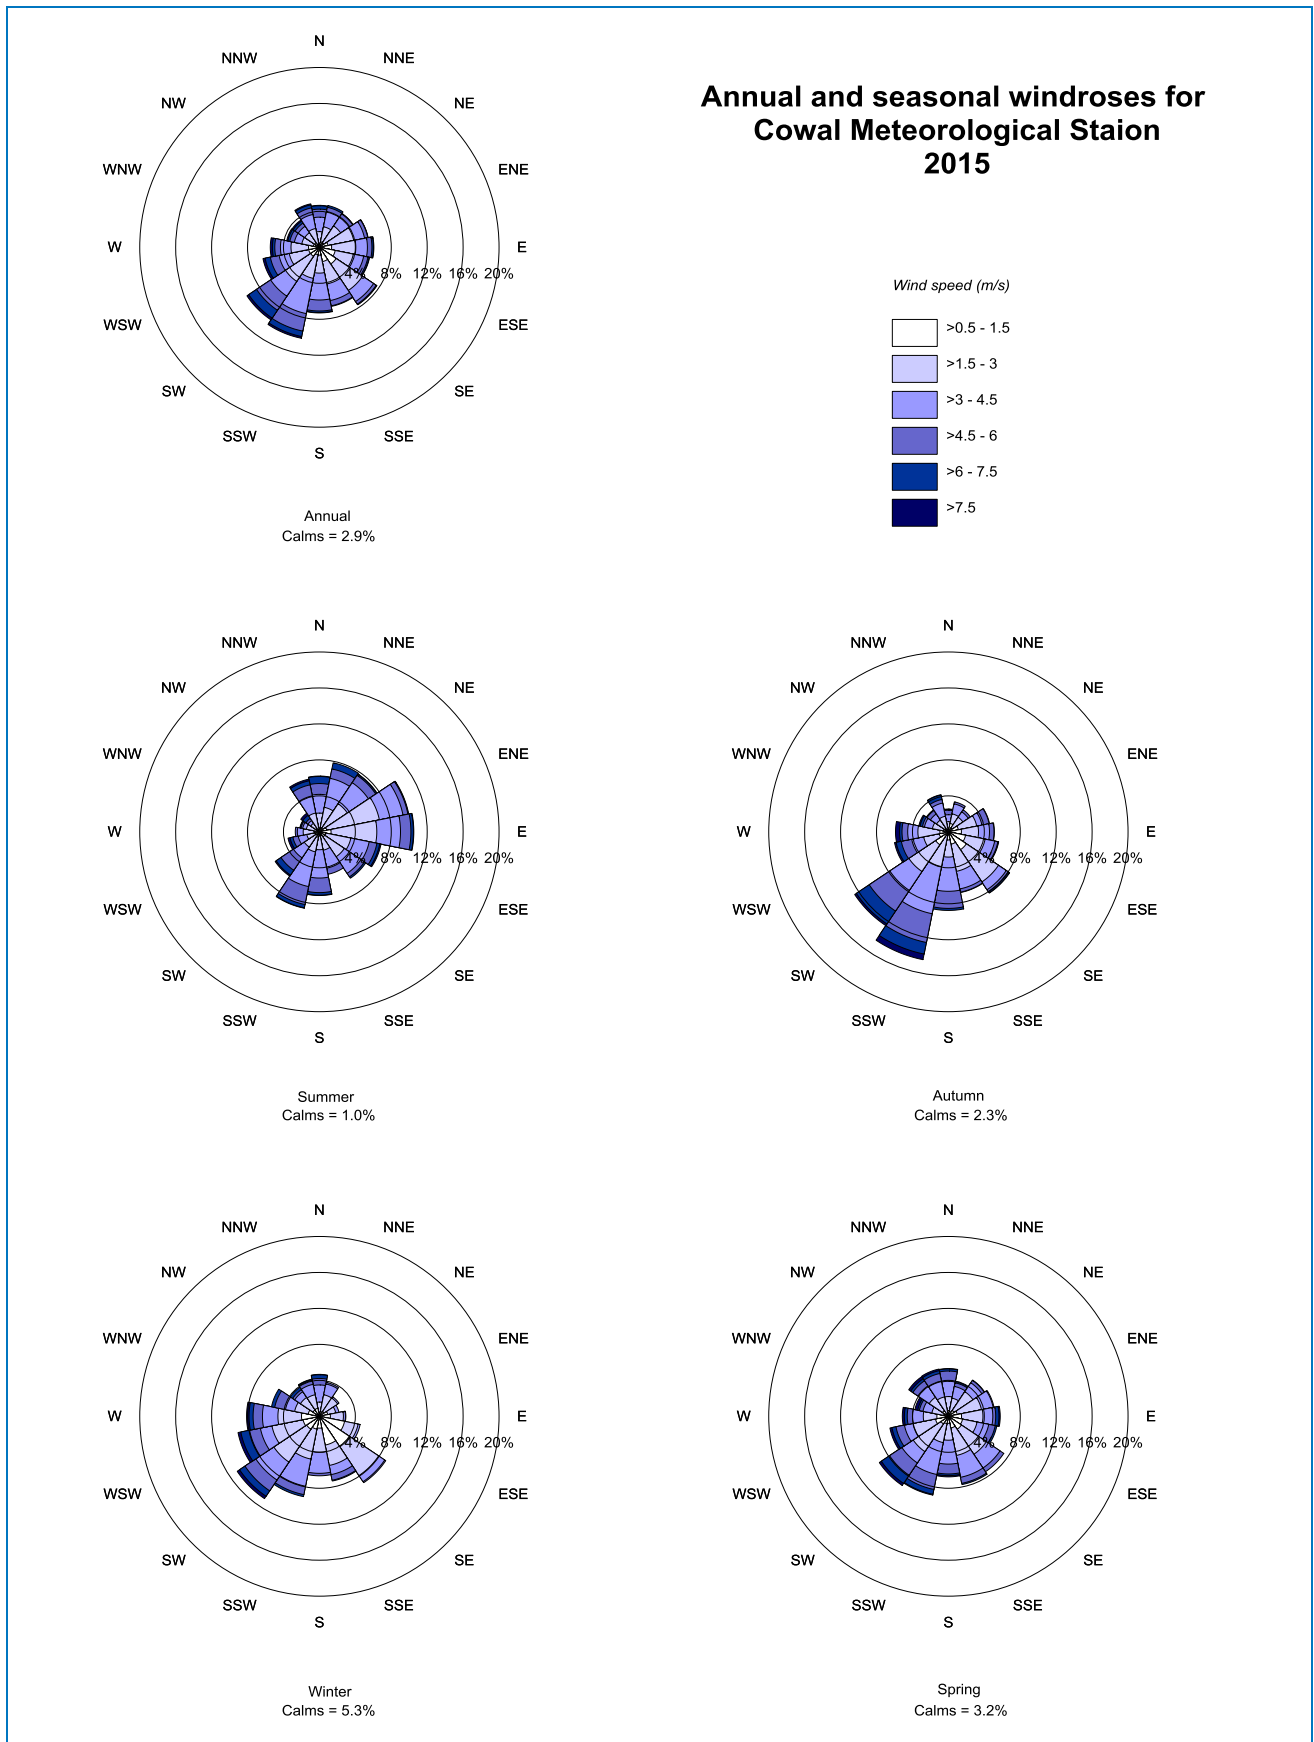 Annual and seasonal windroses for
Cowal Meteorological Staion
2015
N
NNW NNE
NW NE
WNW ENE
W E
4% 8% 12% 16% 20%
WSW ESE
SW SE
SSW SSE
S
Annual
Calms = 2.9%
Wind speed (m/s)
>0.5 - 1.5
>1.5 - 3
>3 - 4.5
>4.5 - 6
>6 - 7.5
>7.5
N
NNW NNE
NW NE
WNW ENE
W E
4% 8% 12% 16% 20%
WSW ESE
SW SE
SSW SSE
S
Summer
Calms = 1.0%
N
NNW NNE
NW NE
WNW ENE
W E
4% 8% 12% 16% 20%
WSW ESE
SW SE
SSW SSE
S
Autumn
Calms = 2.3%
N
NNW NNE
NW NE
WNW ENE
W E
4% 8% 12% 16% 20%
WSW ESE
SW SE
SSW SSE
S
Winter
Calms = 5.3%
N
NNW NNE
NW NE
WNW ENE
W E
4% 8% 12% 16% 20%
WSW ESE
SW SE
SSW SSE
S
Spring
Calms = 3.2%